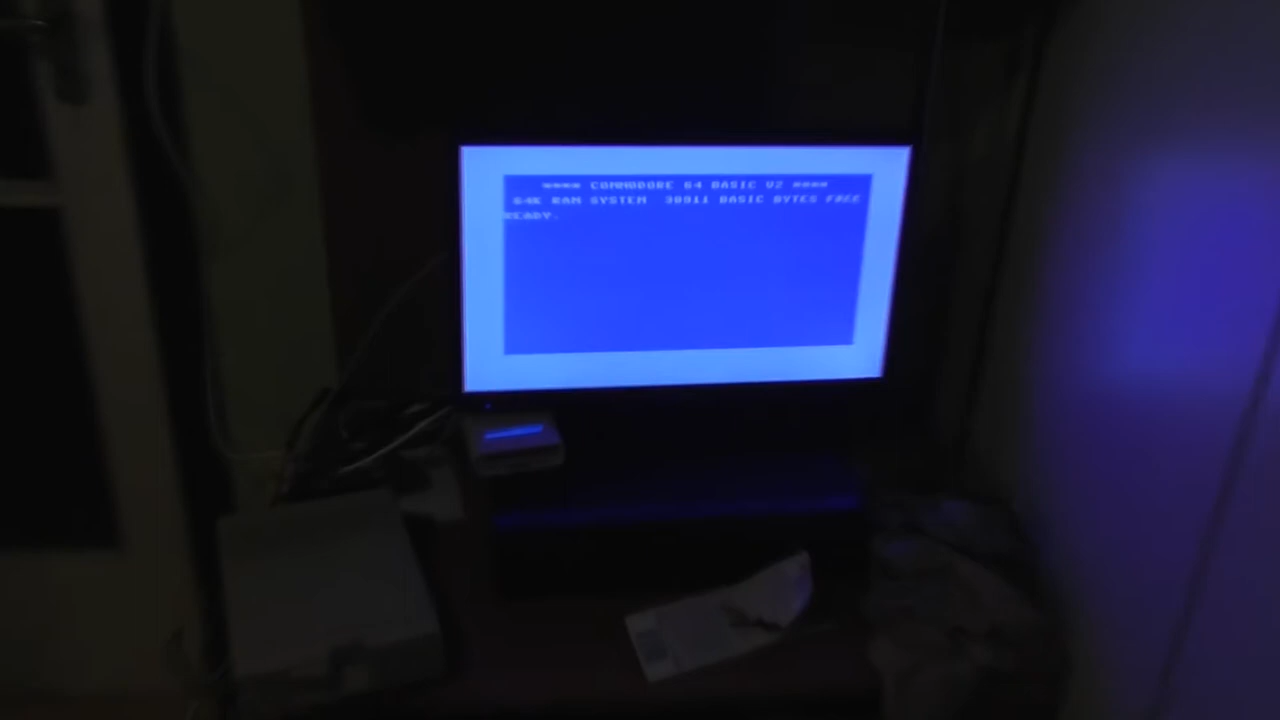 **** COMMODORE 64 BASIC V2 ****
64K RAM SYSTEM 38911 BASIC BYTES FREE
READY.